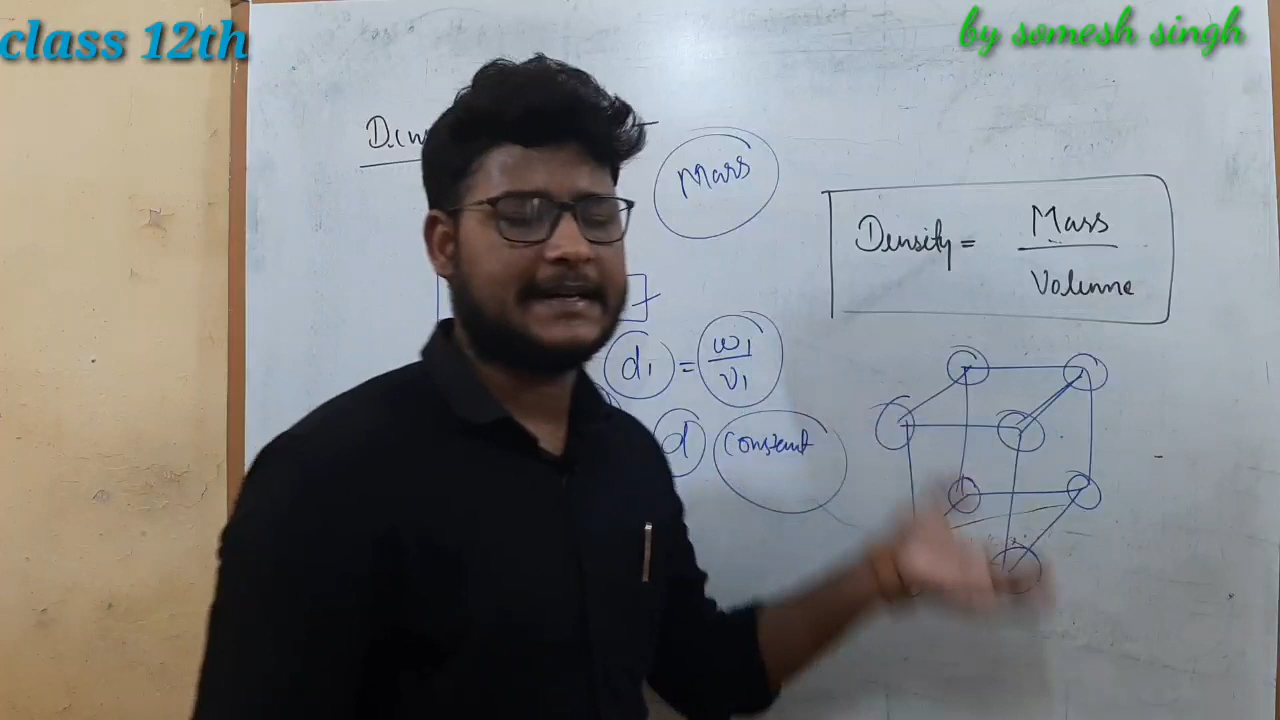 class 12th
by somesh singh
Mass
Density = Mass
Volume
d1 = w1
v1
d constant